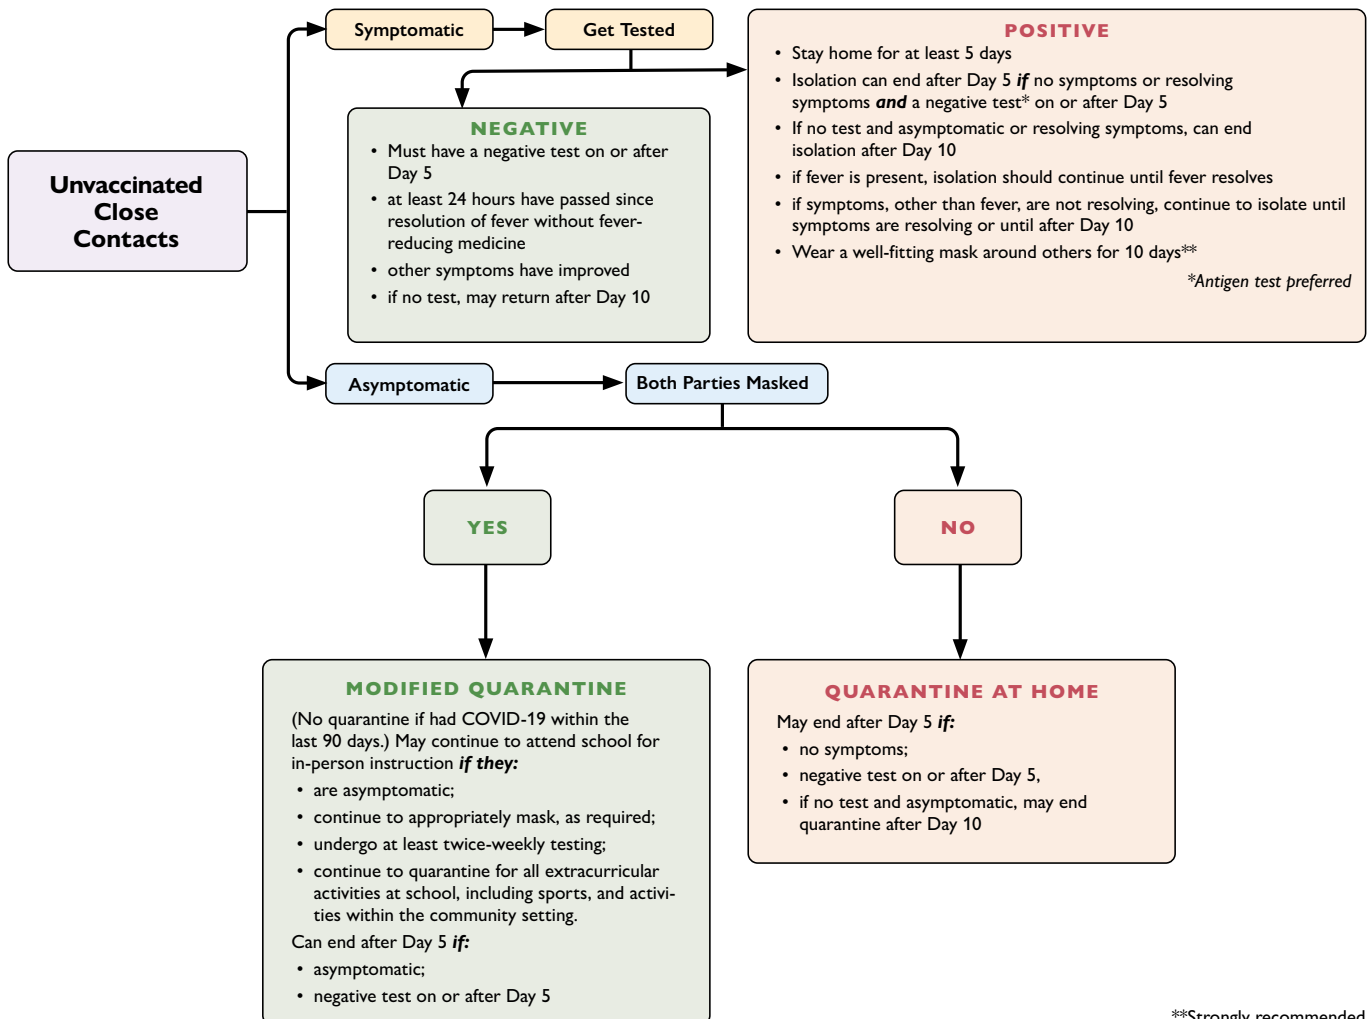 Symptomatic
Get Tested
POSITIVE
• Stay home for at least 5 days
• Isolation can end after Day 5 if no symptoms or resolving
symptoms and a negative test* on or after Day 5
• If no test and asymptomatic or resolving symptoms, can end
isolation after Day 10
• if fever is present, isolation should continue until fever resolves
• if symptoms, other than fever, are not resolving, continue to isolate until
symptoms are resolving or until after Day 10
• Wear a well-fitting mask around others for 10 days**
*Antigen test preferred
NEGATIVE
• Must have a negative test on or after
Day 5
• at least 24 hours have passed since
resolution of fever without fever-
reducing medicine
• other symptoms have improved
• if no test, may return after Day 10
Unvaccinated
Close
Contacts
Asymptomatic
Both Parties Masked
YES
NO
MODIFIED QUARANTINE
(No quarantine if had COVID-19 within the
last 90 days.) May continue to attend school for
in-person instruction if they:
• are asymptomatic;
• continue to appropriately mask, as required;
• undergo at least twice-weekly testing;
• continue to quarantine for all extracurricular
activities at school, including sports, and activi-
ties within the community setting.
Can end after Day 5 if:
• asymptomatic;
• negative test on or after Day 5
QUARANTINE AT HOME
May end after Day 5 if:
• no symptoms;
• negative test on or after Day 5,
• if no test and asymptomatic, may end
quarantine after Day 10
**Strongly recommended